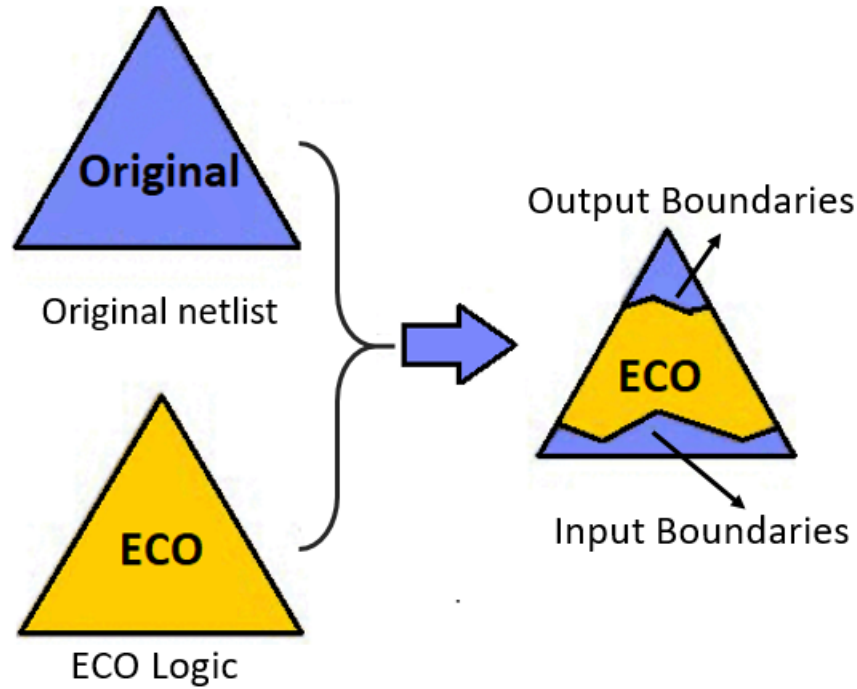 Original
Original netlist
ECO
ECO Logic
Output Boundaries
ECO
Input Boundaries